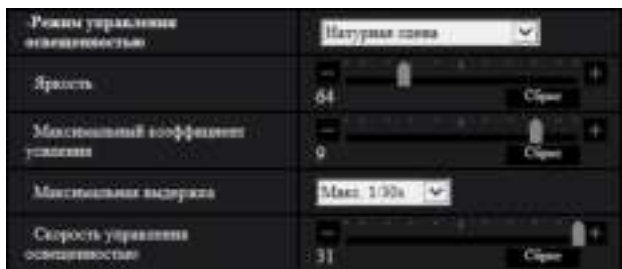 Режим управления
освещенностью
Натурная сцена
Яркость
64
Сброс
Максимальный коэффициент
усиления
9
Сброс
Максимальная выдержка
Макс. 1/30s
Скорость управления
освещенностью
31
Сброс